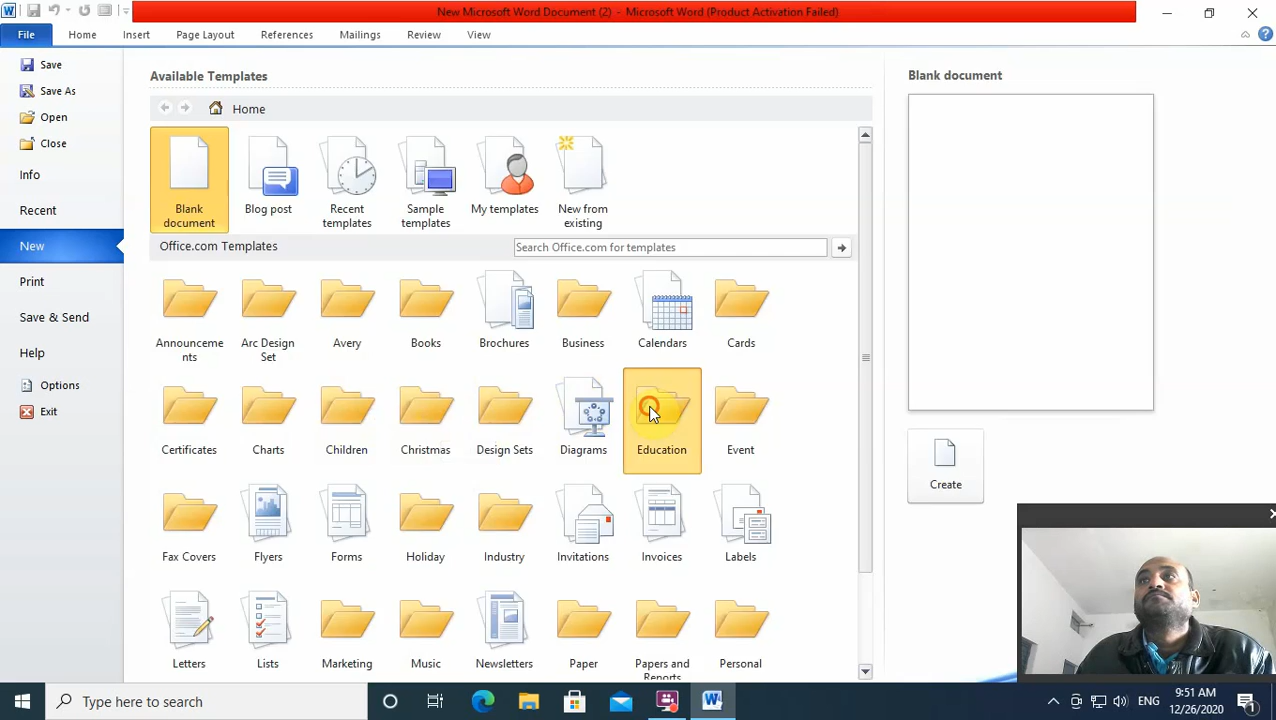 New Microsoft Word Document (2) - Microsoft Word (Product Activation Failed)
File Home Insert Page Layout References Mailings Review View
Save
Save As
Open
Close
Info
Recent
New
Print
Save & Send
Help
Options
Exit
Available Templates
Home
Blank document
Blog post
Recent templates
Sample templates
My templates
New from existing
Office.com Templates
Search Office.com for templates
Announcements
Arc Design Set
Avery
Books
Brochures
Business
Calendars
Cards
Certificates
Charts
Children
Christmas
Design Sets
Diagrams
Education
Event
Fax Covers
Flyers
Forms
Holiday
Industry
Invitations
Invoices
Labels
Letters
Lists
Marketing
Music
Newsletters
Paper
Papers and Reports
Personal
Blank document
Create
Type here to search
ENG
9:51 AM
12/26/2020
1